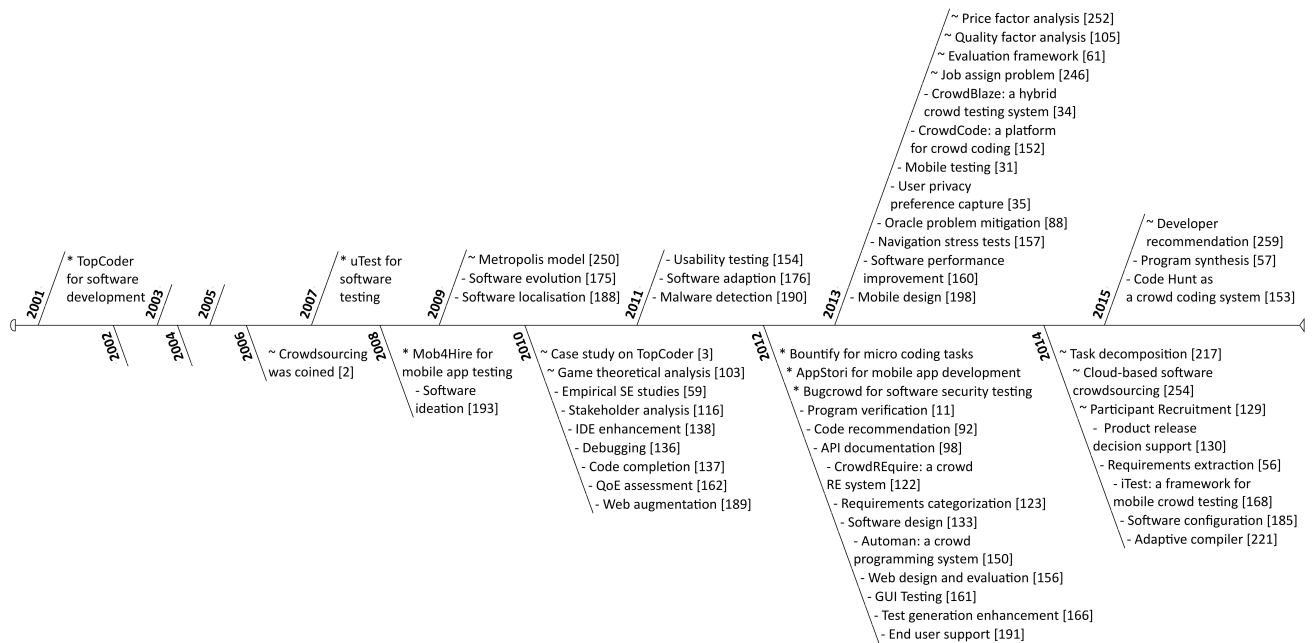 2001
* TopCoder
for software
development
2002
2003
2004
2005
2006
~ Crowdsourcing
was coined [2]
2007
* uTest for
software
testing
2008
* Mob4Hire for
mobile app testing
- Software
ideation [193]
2009
~ Metropolis model [250]
- Software evolution [175]
- Software localisation [188]
2010
~ Case study on TopCoder [3]
~ Game theoretical analysis [103]
- Empirical SE studies [59]
- Stakeholder analysis [116]
- IDE enhancement [138]
- Debugging [136]
- Code completion [137]
- QoE assessment [162]
- Web augmentation [189]
2011
- Usability testing [154]
- Software adaption [176]
- Malware detection [190]
2012
* Bountify for micro coding tasks
* AppStori for mobile app development
* Bugcrowd for software security testing
- Program verification [11]
- Code recommendation [92]
- API documentation [98]
- CrowdREquire: a crowd
RE system [122]
- Requirements categorization [123]
- Software design [133]
- Automan: a crowd
programming system [150]
- Web design and evaluation [156]
- GUI Testing [161]
- Test generation enhancement [166]
- End user support [191]
2013
~ Price factor analysis [252]
~ Quality factor analysis [105]
~ Evaluation framework [61]
~ Job assign problem [246]
- CrowdBlaze: a hybrid
crowd testing system [34]
- CrowdCode: a platform
for crowd coding [152]
- Mobile testing [31]
- User privacy
preference capture [35]
- Oracle problem mitigation [88]
- Navigation stress tests [157]
- Software performance
improvement [160]
- Mobile design [198]
2014
~ Task decomposition [217]
~ Cloud-based software
crowdsourcing [254]
~ Participant Recruitment [129]
- Product release
decision support [130]
- Requirements extraction [56]
- iTest: a framework for
mobile crowd testing [168]
- Software configuration [185]
- Adaptive compiler [221]
2015
~ Developer
recommendation [259]
- Program synthesis [57]
- Code Hunt as
a crowd coding system [153]